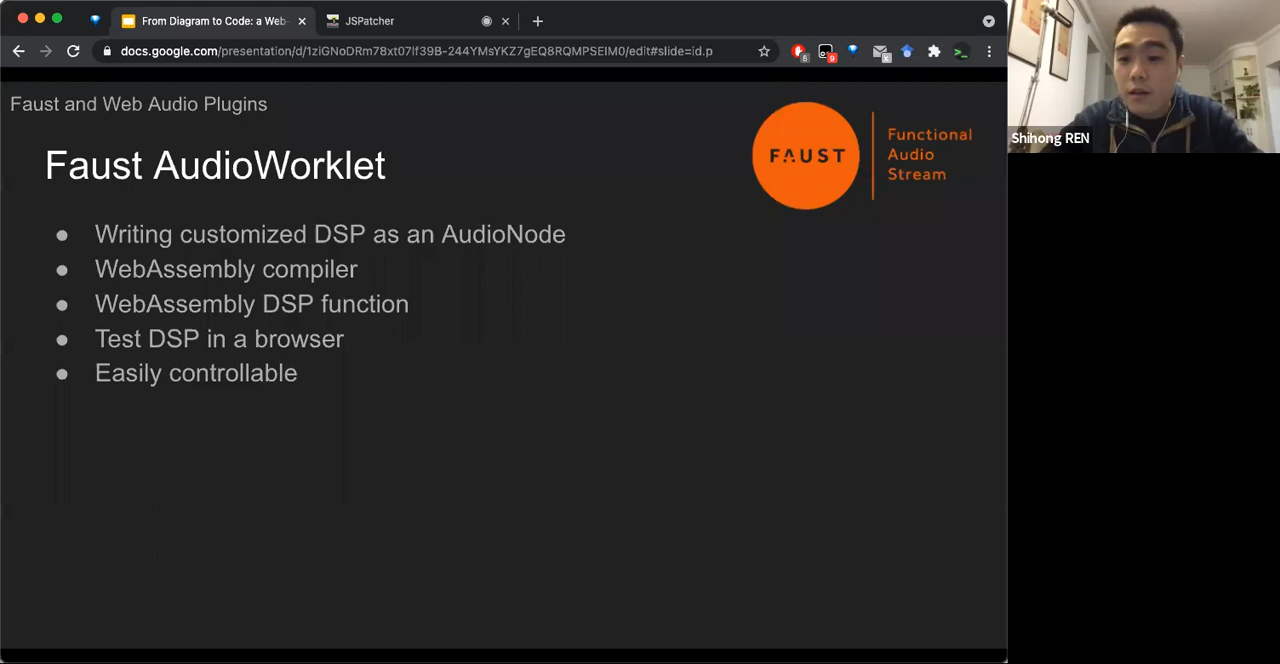 From Diagram to Code: a Web-
JSPatcher
docs.google.com/presentation/d/1ziGNoDRm78xt07lf39B-244YMsYKZ7gEQ8RQMPSEIM0/edit#slide=id.p
6
9
x
Faust and Web Audio Plugins
Faust AudioWorklet
FAUST
Functional
Audio
Stream
● Writing customized DSP as an AudioNode
● WebAssembly compiler
● WebAssembly DSP function
● Test DSP in a browser
● Easily controllable
Shihong REN